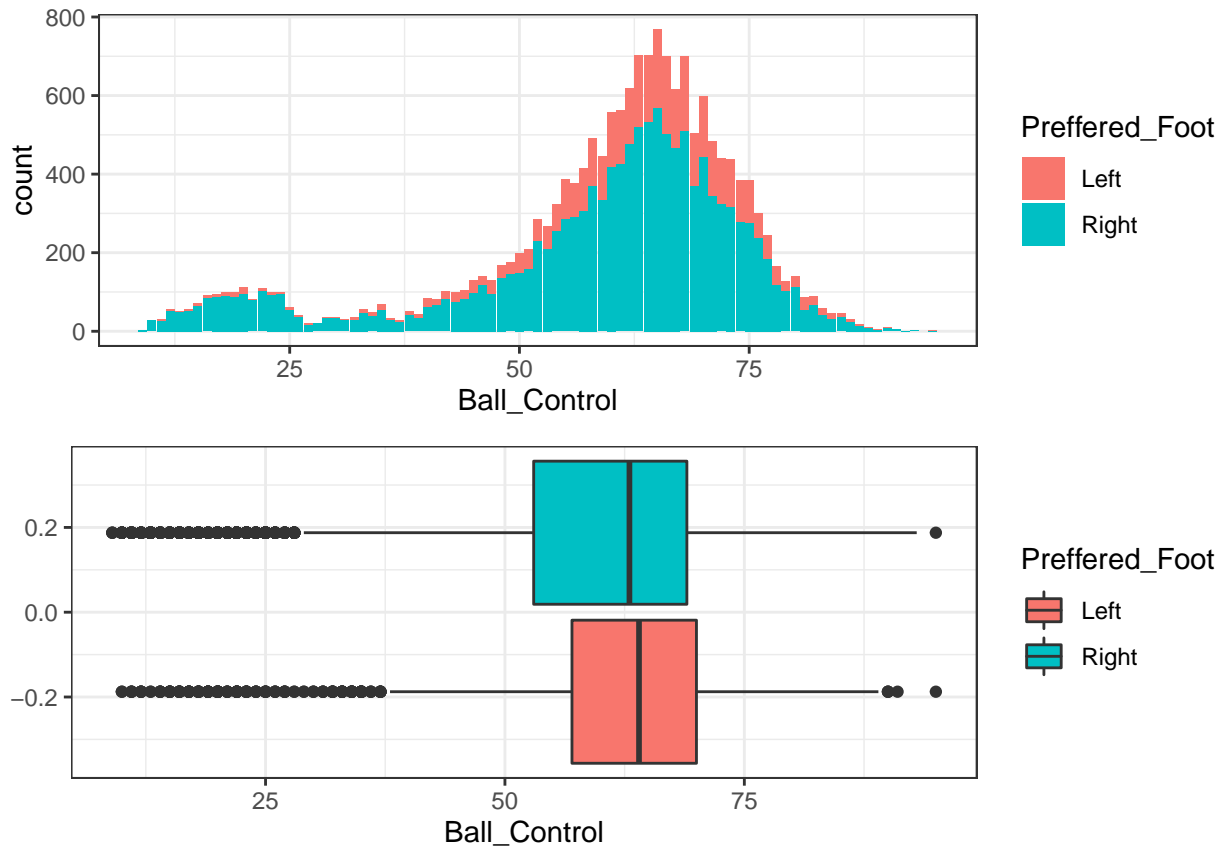 800
600
400
200
0
count
25 50 75
Ball_Control
Preffered_Foot
Left
Right
0.2
0.0
−0.2
25 50 75
Ball_Control
Preffered_Foot
Left
Right